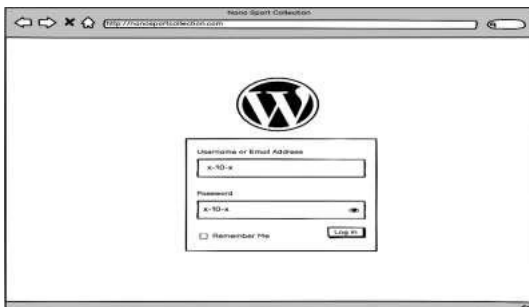 Nano Sport Collection
http://nanosportcollection.com
W
Username or Email Address
x-10-x
Password
x-10-x
Remember Me
Log In